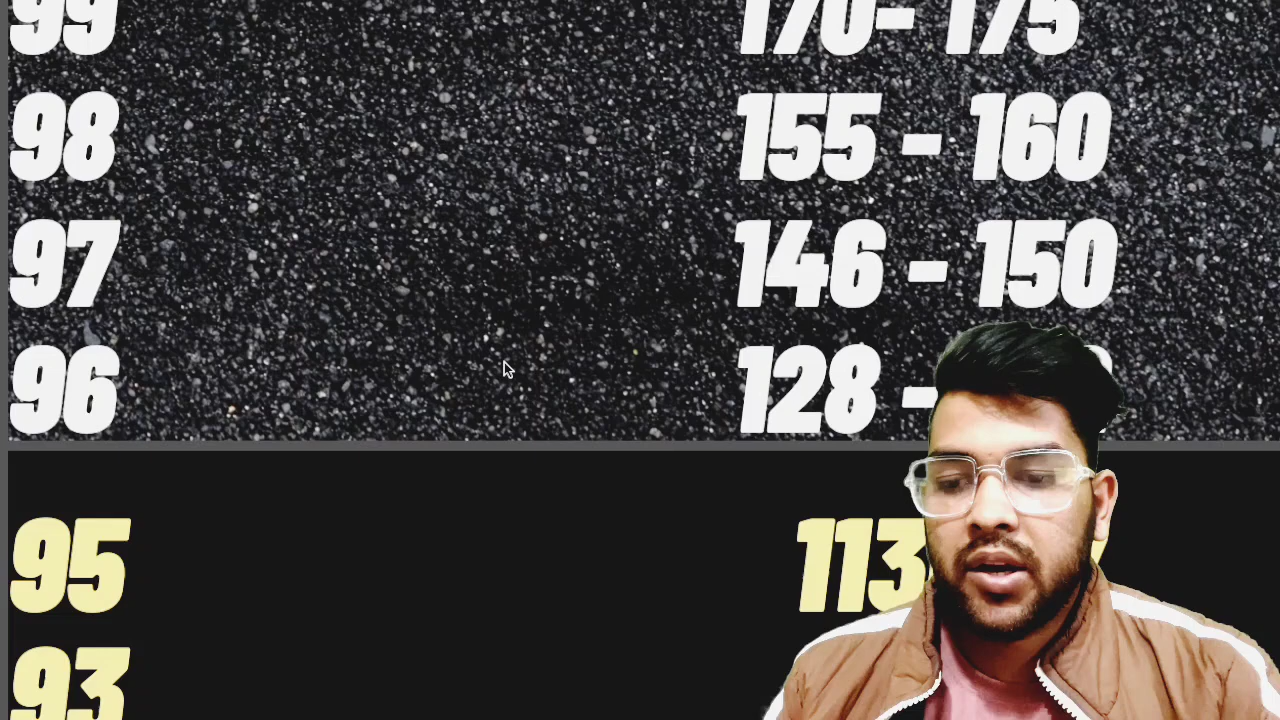 99 170- 175
98 155 - 160
97 146 - 150
96 128 -
95 113
93